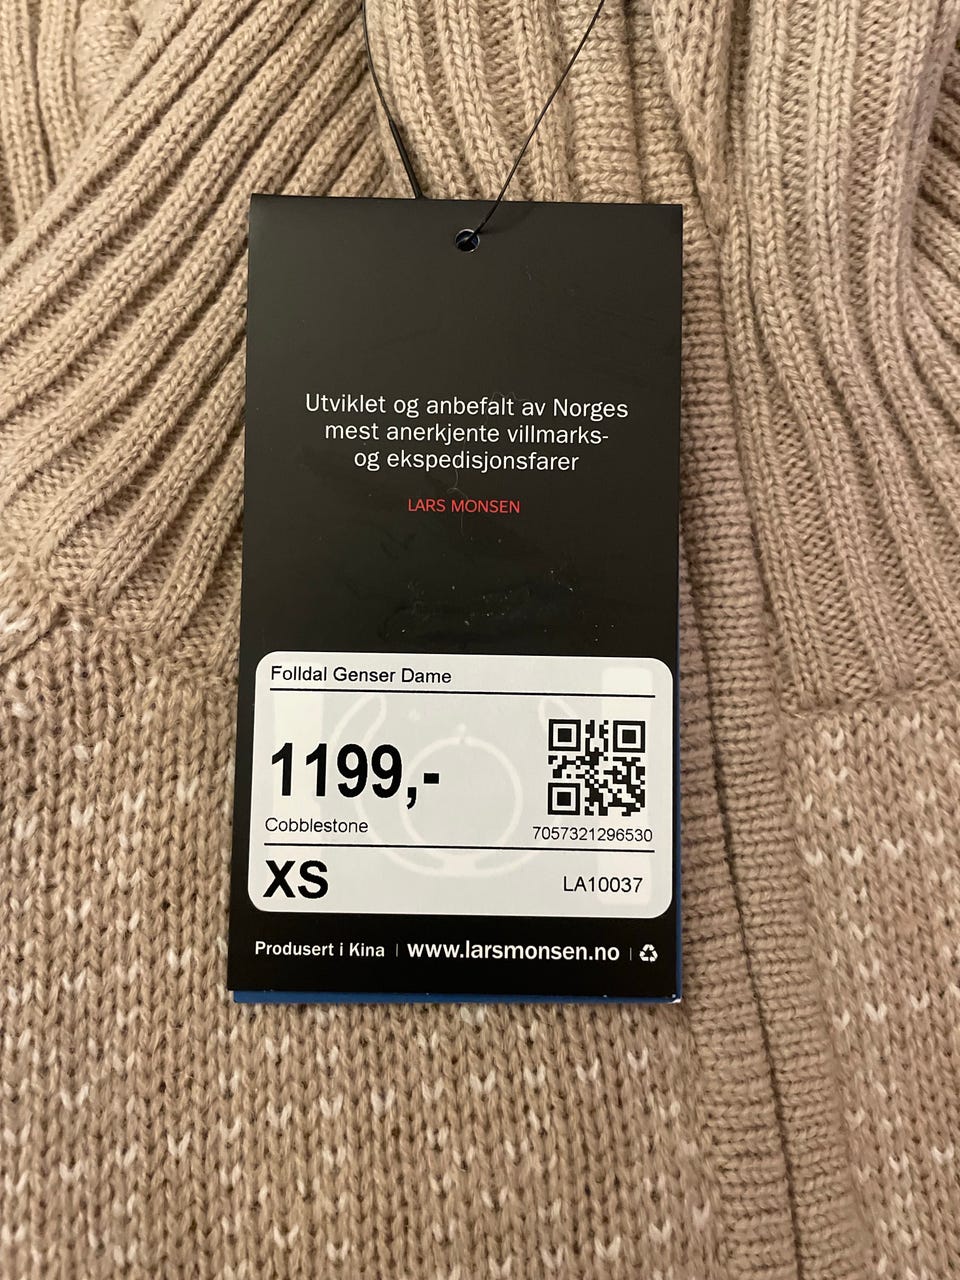 Utviklet og anbefalt av Norges
mest anerkjente villmarks-
og ekspedisjonsfarer
LARS MONSEN
Folldal Genser Dame
1199,-
Cobblestone
7057321296530
XS
LA10037
Produsert i Kina | www.larsmonsen.no |